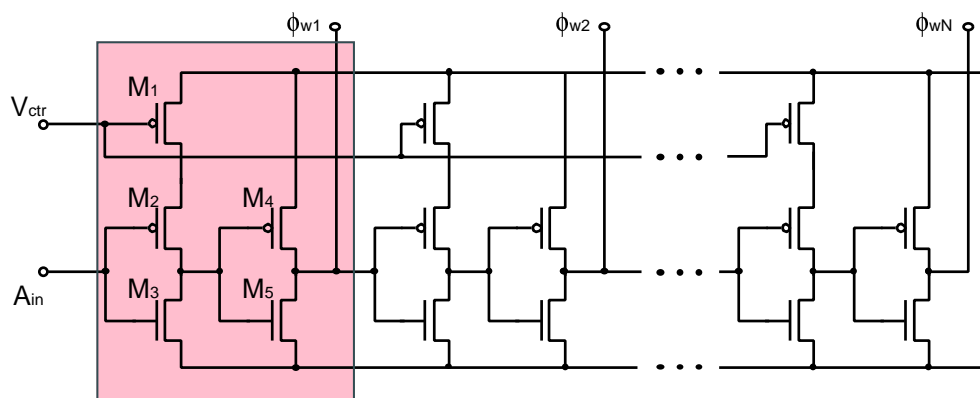 ϕw1 ϕw2 ϕwN
M1
Vctr
M2 M4
Ain
M3 M5